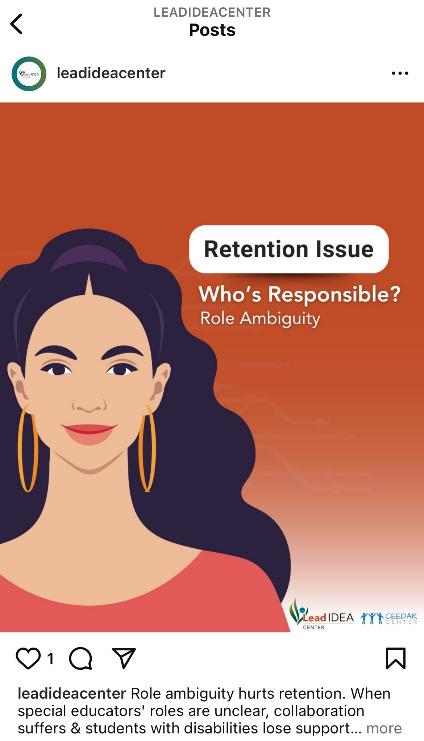 LEADIDEACENTER
Posts
leadideacenter
Retention Issue
Who's Responsible?
Role Ambiguity
Lead IDEA
CENTER
CEEDAR
CENTER
1
leadideacenter Role ambiguity hurts retention. When
special educators' roles are unclear, collaboration
suffers & students with disabilities lose support... more